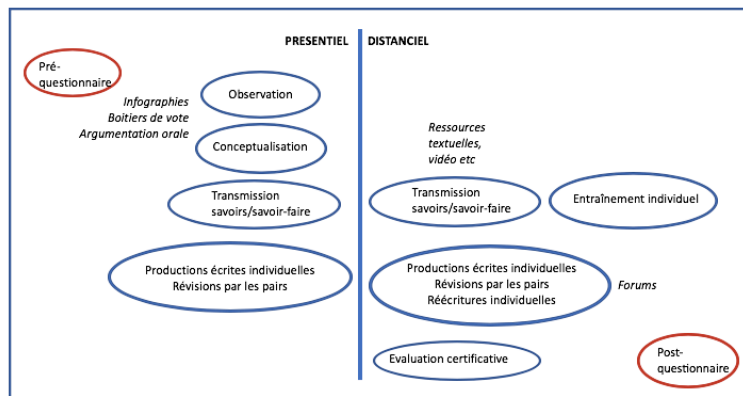 PRESENTIEL
DISTANCIEL
Pré-
questionnaire
Infographies
Boitiers de vote
Argumentation orale
Observation
Conceptualisation
Ressources
textuelles,
vidéo etc
Transmission
savoirs/savoir-faire
Transmission
savoirs/savoir-faire
Entraînement individuel
Productions écrites individuelles
Révisions par les pairs
Productions écrites individuelles
Révisions par les pairs
Réécritures individuelles
Forums
Evaluation certificative
Post-
questionnaire